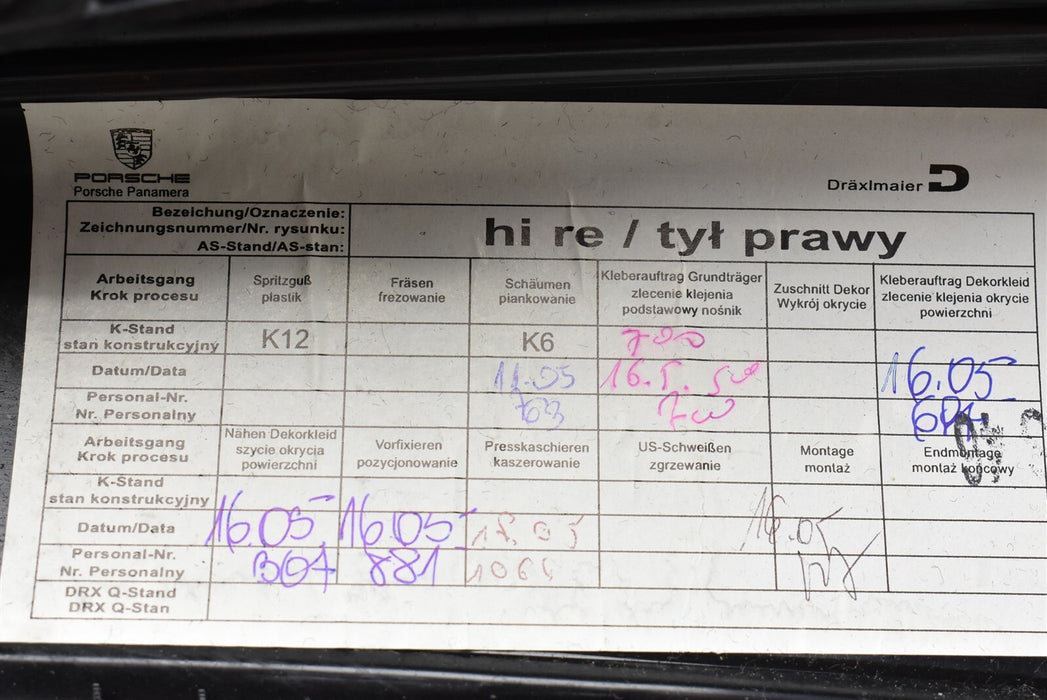 PORSCHE
Porsche Panamera
Dräxlmaier
Bezeichung/Oznaczenie:
Zeichnungsnummer/Nr. rysunku:
AS-Stand/AS-stan:
hi re / tył prawy
Arbeitsgang
Krok procesu
Spritzguß
plastik
Fräsen
frezowanie
Schäumen
piankowanie
Kleberauftrag Grundträger
zlecenie klejenia
podstawowy nośnik
Zuschnitt Dekor
Wykrój okrycie
Kleberauftrag Dekorkleid
zlecenie klejenia okrycie
powierzchni
K-Stand
stan konstrukcyjny
K12
K6
Datum/Data
11.05
16.5.
16.05
Personal-Nr.
Nr. Personalny
763
Arbeitsgang
Krok procesu
Nähen Dekorkleid
szycie okrycia
powierzchni
Vorfixieren
pozycjonowanie
Presskaschieren
kaszerowanie
US-Schweißen
zgrzewanie
Montage
montaż
Endmontage
montaż końcowy
K-Stand
stan konstrukcyjny
Datum/Data
16.05
16.05
16.05
Personal-Nr.
Nr. Personalny
881
DRX Q-Stand
DRX Q-Stan